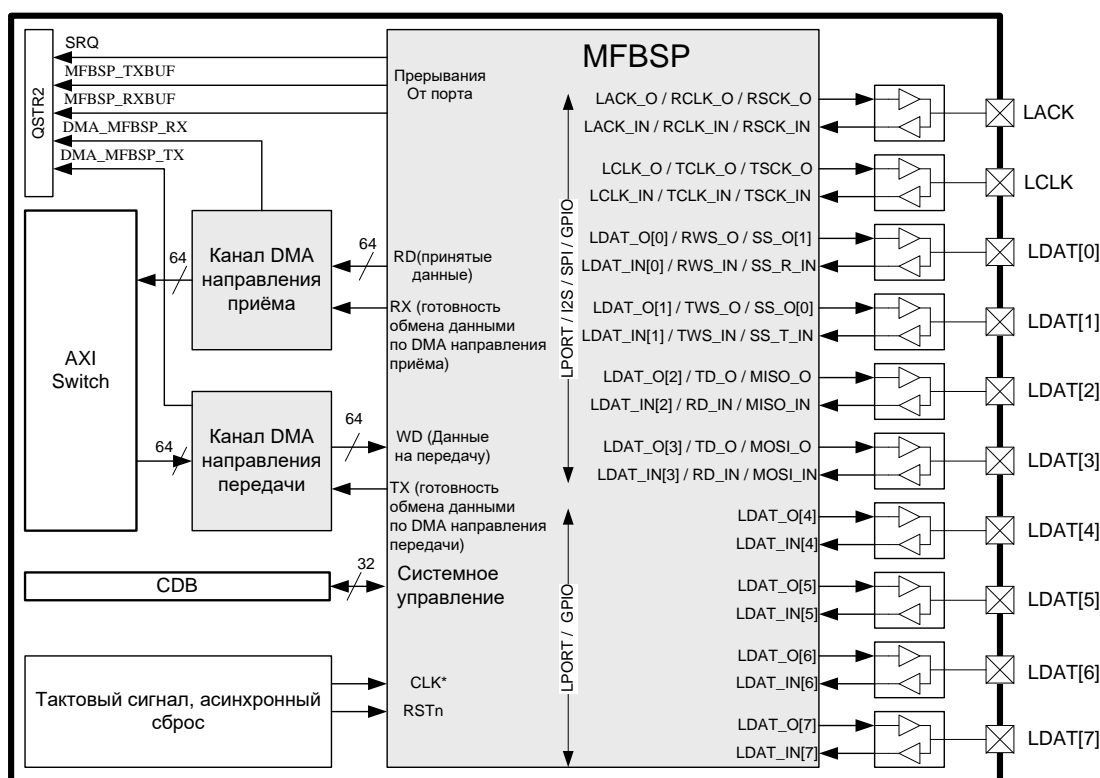 SRQ
MFBSP_TXBUF
MFBSP_RXBUF
DMA_MFBSP_RX
DMA_MFBSP_TX
QSTR2
MFBSP
Прерывания
От порта
AXI
Switch
64
Канал DMA
направления
приёма
64
RD(принятые
данные)
RX (готовность
обмена данными
по DMA направления
приёма)
64
Канал DMA
направления
передачи
64
WD (Данные
на передачу)
TX (готовность
обмена данными
по DMA направления
передачи)
CDB
32
Системное
управление
Тактовый сигнал, асинхронный
сброс
CLK*
RSTn
LPORT / I2S / SPI / GPIO
LPORT / GPIO
LACK_O / RCLK_O / RSCK_O
LACK_IN / RCLK_IN / RSCK_IN
LACK
LCLK_O / TCLK_O / TSCK_O
LCLK_IN / TCLK_IN / TSCK_IN
LCLK
LDAT_O[0] / RWS_O / SS_O[1]
LDAT_IN[0] / RWS_IN / SS_R_IN
LDAT[0]
LDAT_O[1] / TWS_O / SS_O[0]
LDAT_IN[1] / TWS_IN / SS_T_IN
LDAT[1]
LDAT_O[2] / TD_O / MISO_O
LDAT_IN[2] / RD_IN / MISO_IN
LDAT[2]
LDAT_O[3] / TD_O / MOSI_O
LDAT_IN[3] / RD_IN / MOSI_IN
LDAT[3]
LDAT_O[4]
LDAT_IN[4]
LDAT[4]
LDAT_O[5]
LDAT_IN[5]
LDAT[5]
LDAT_O[6]
LDAT_IN[6]
LDAT[6]
LDAT_O[7]
LDAT_IN[7]
LDAT[7]